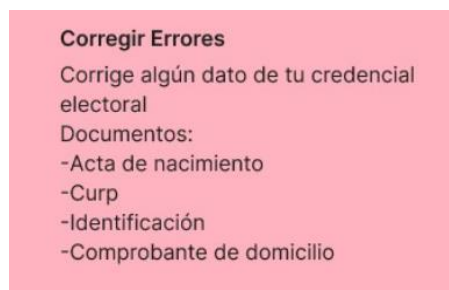 Corregir Errores
Corrige algún dato de tu credencial
electoral
Documentos:
-Acta de nacimiento
-Curp
-Identificación
-Comprobante de domicilio